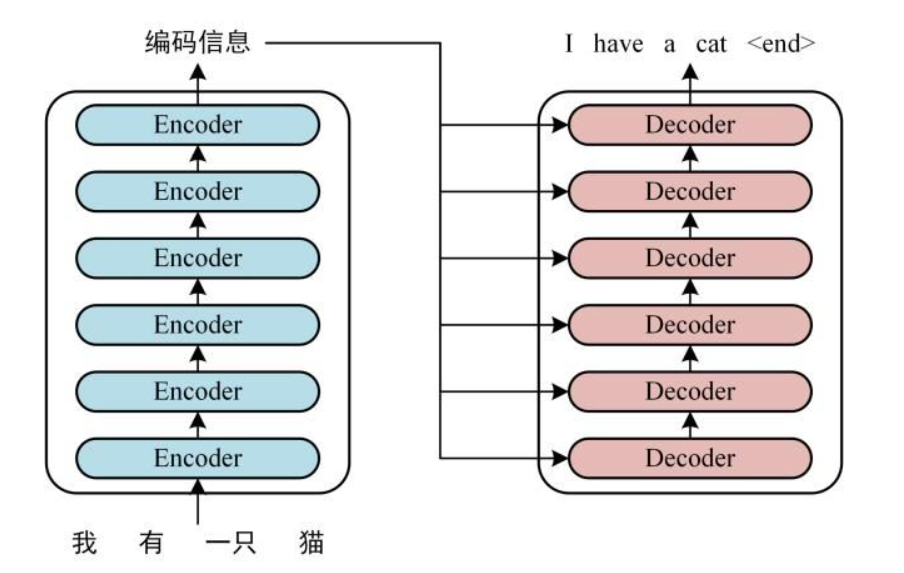 编码信息
I have a cat <end>
Encoder
Encoder
Encoder
Encoder
Encoder
Encoder
Decoder
Decoder
Decoder
Decoder
Decoder
Decoder
我 有 一只 猫